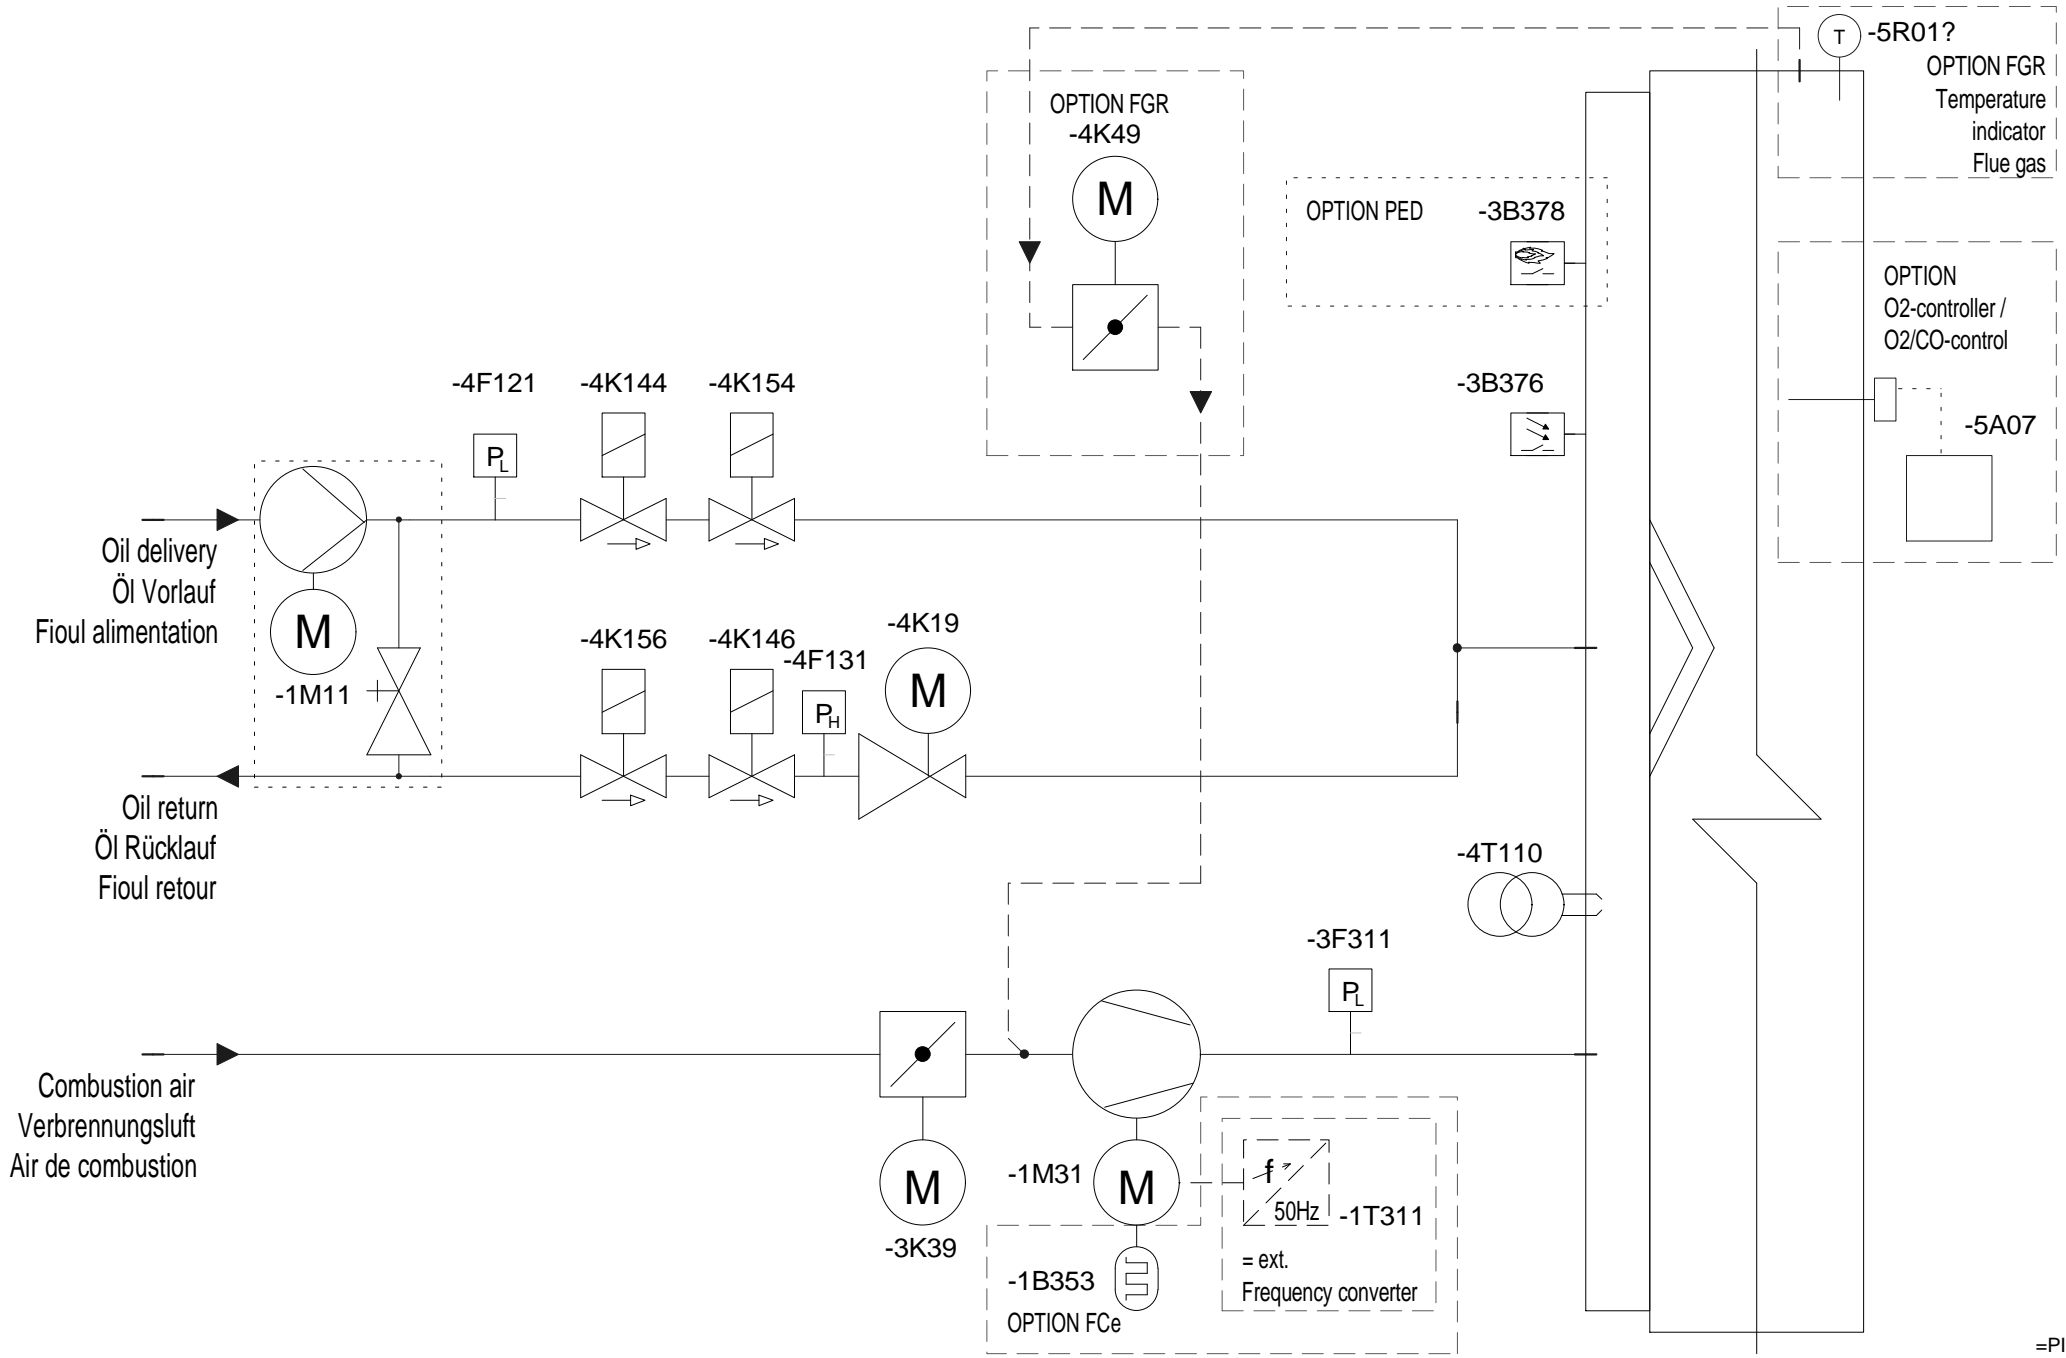 T
-5R01?
OPTION FGR
Temperature
indicator
Flue gas
OPTION FGR
-4K49
M
OPTION PED
-3B378
OPTION
O2-controller /
O2/CO-control
-5A07
-3B376
-4F121
-4K144
-4K154
PL
Oil delivery
Öl Vorlauf
Fioul alimentation
M
-1M11
-4K156
-4K146
-4F131
-4K19
PH
M
Oil return
Öl Rücklauf
Fioul retour
-4T110
-3F311
PL
Combustion air
Verbrennungsluft
Air de combustion
M
-3K39
-1M31
M
f
50Hz
-1T311
= ext.
Frequency converter
-1B353
OPTION FCe
=PI